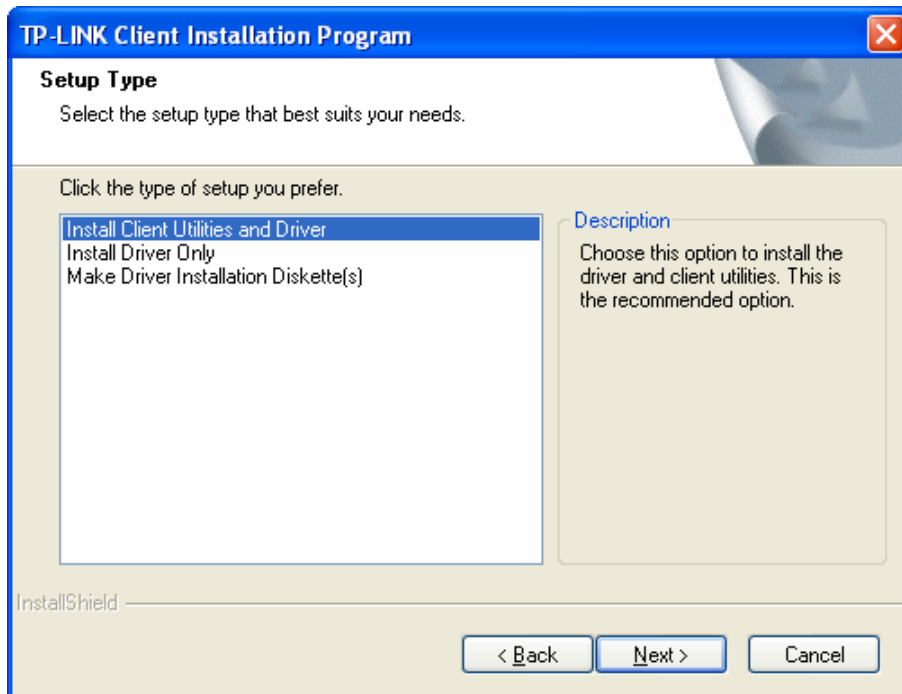 TP-LINK Client Installation Program
Setup Type
Select the setup type that best suits your needs.
Click the type of setup you prefer.
Install Client Utilities and Driver
Install Driver Only
Make Driver Installation Diskette(s)
Description
Choose this option to install the
driver and client utilities. This is
the recommended option.
InstallShield
< Back
Next >
Cancel